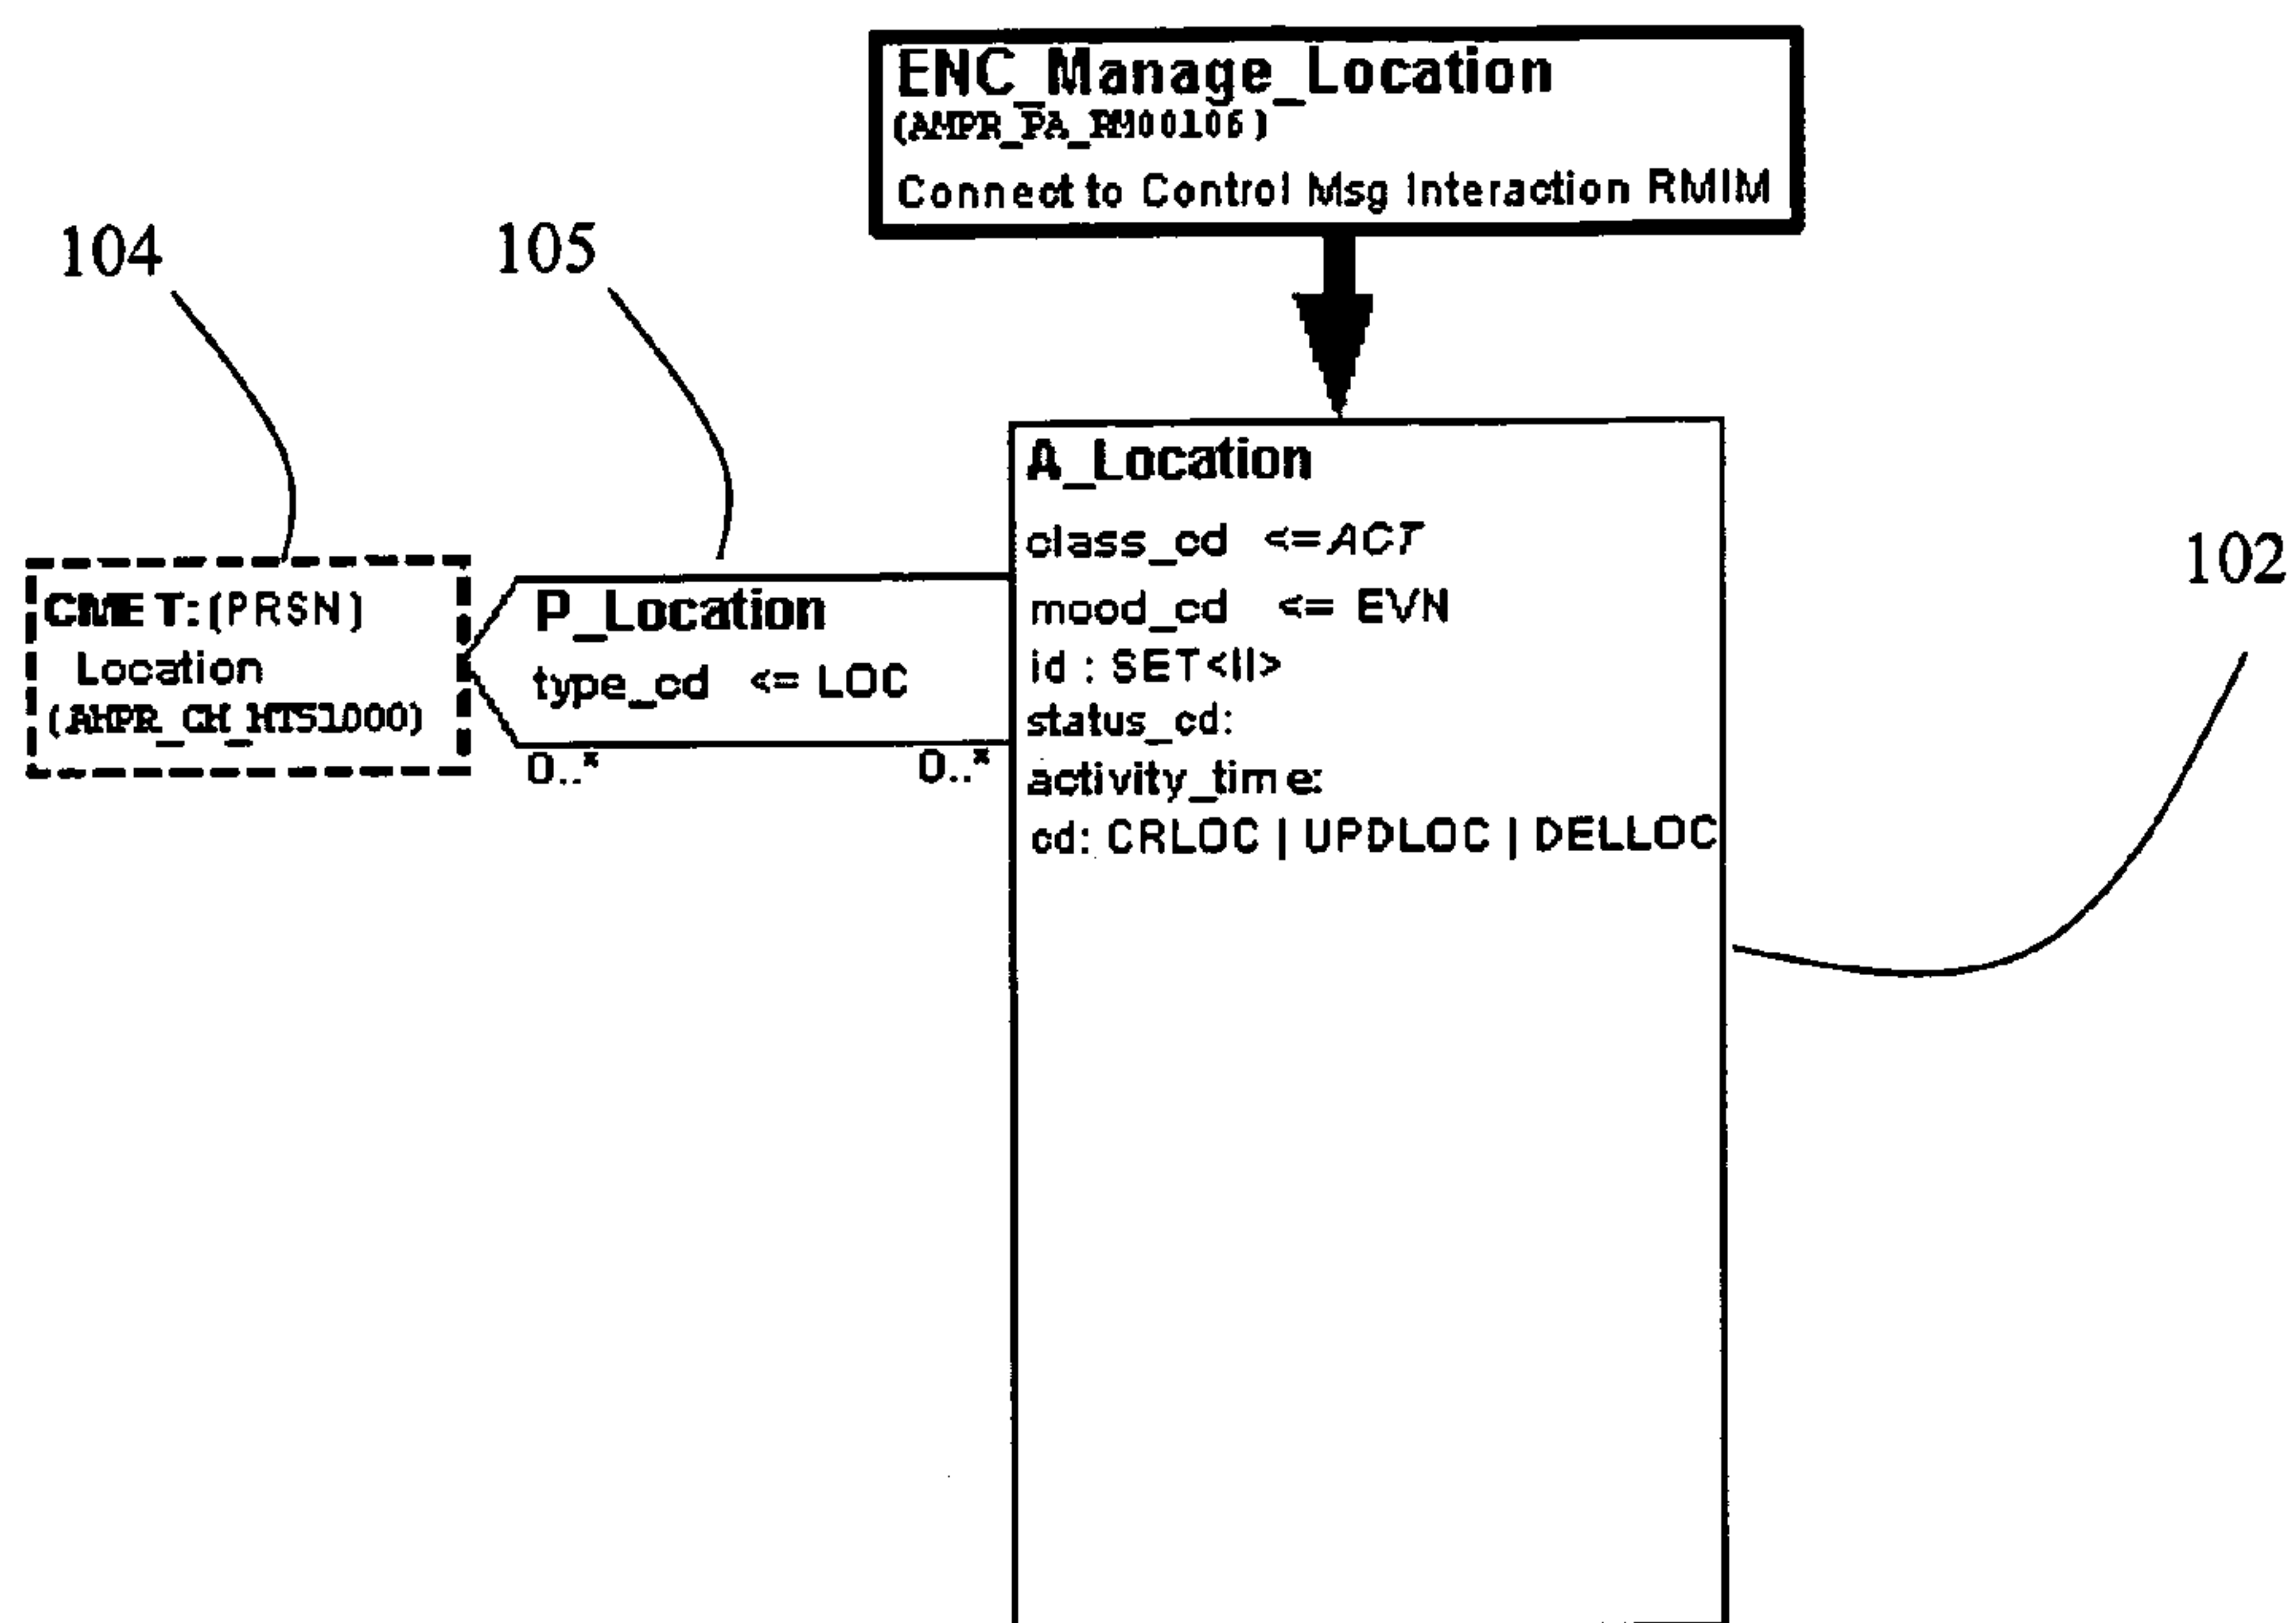 ENC_Manage_Location
(AMPR_PA_RM00106)
Connect to Control Msg Interaction RMIM
104
105
102
A_Location
class_cd <=ACT
mood_cd <= EVN
id : SET<II>
status_cd:
activity_time:
cd: CRLOC | UPDLOC | DELLOC
P_Location
type_cd <= LOC
0..*
0..*
CMET:(PRSN)
Location